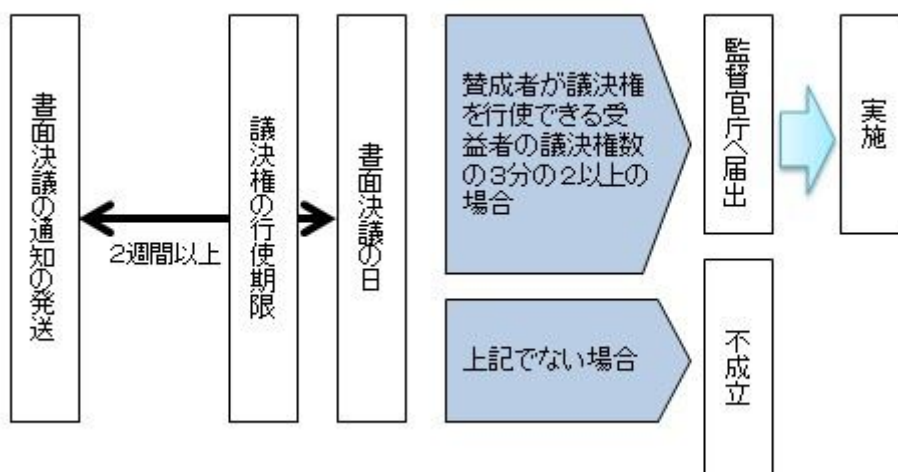 書面決議の通知の発送
2週間以上
議決権の行使期限
書面決議の日
賛成者が議決権
を行使できる受
益者の議決権数
の3分の2以上の
場合
監督官庁へ届出
実施
上記でない場合
不成立